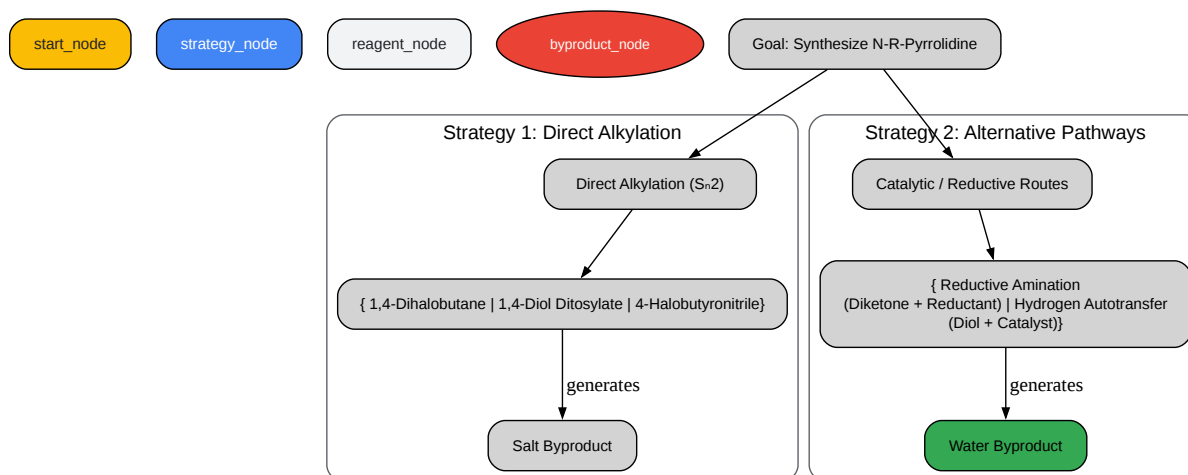 start_node
strategy_node
reagent_node
byproduct_node
Goal: Synthesize N-R-Pyrrolidine
Strategy 1: Direct Alkylation
Strategy 2: Alternative Pathways
Direct Alkylation (Sₙ2)
Catalytic / Reductive Routes
{ 1,4-Dihalobutane | 1,4-Diol Ditosylate | 4-Halobutyronitrile}
{ Reductive Amination
(Diketone + Reductant) | Hydrogen Autotransfer
(Diol + Catalyst)}
generates
generates
Salt Byproduct
Water Byproduct